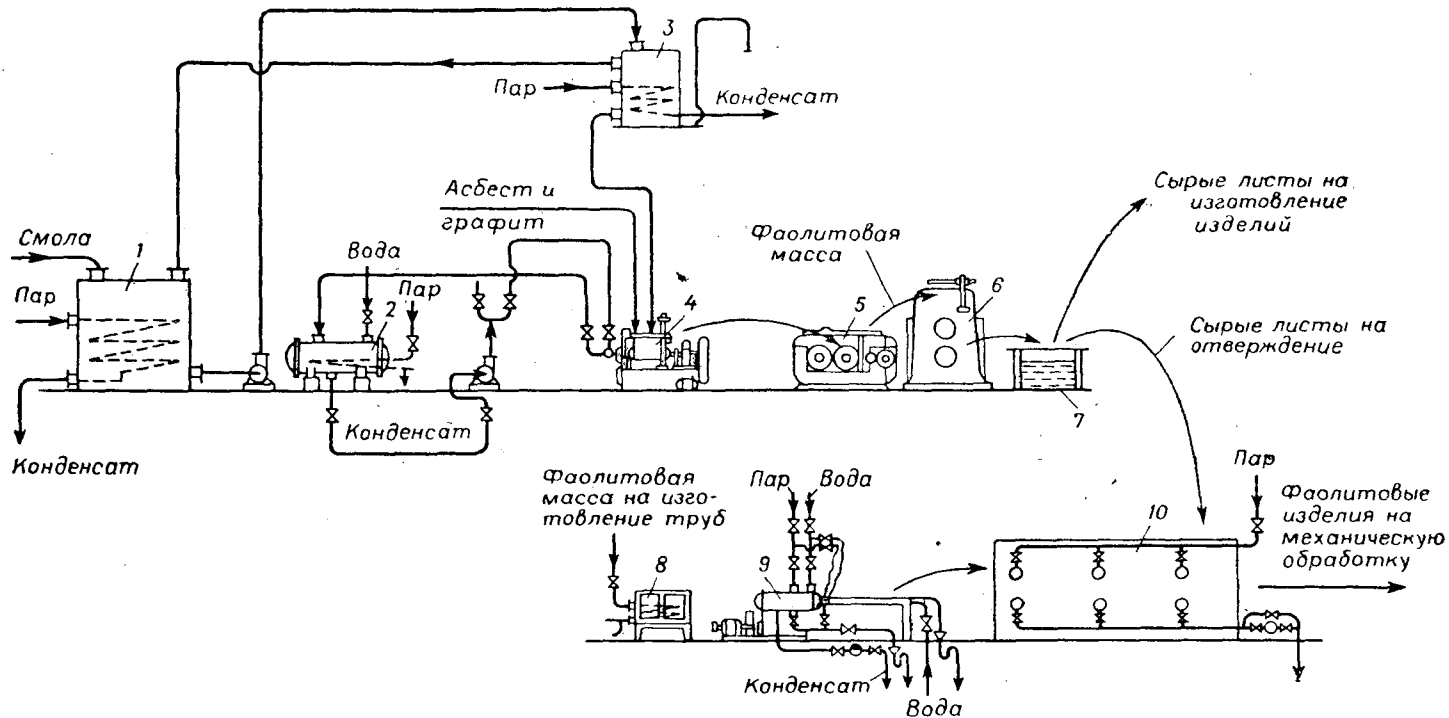 3
Пар
Конденсат
Асбест и
графит
Смола
1
Вода
Пар
2
Пар
4
Фаолитовая
масса
5
6
Сырые листы на
изготовление
изделий
Сырые листы на
отверждение
7
Конденсат
Конденсат
Фаолитовая
масса на изго-
товление труб
Пар
Вода
8
9
10
Пар
Фаолитовые
изделия на
механическую
обработку
Конденсат
Вода